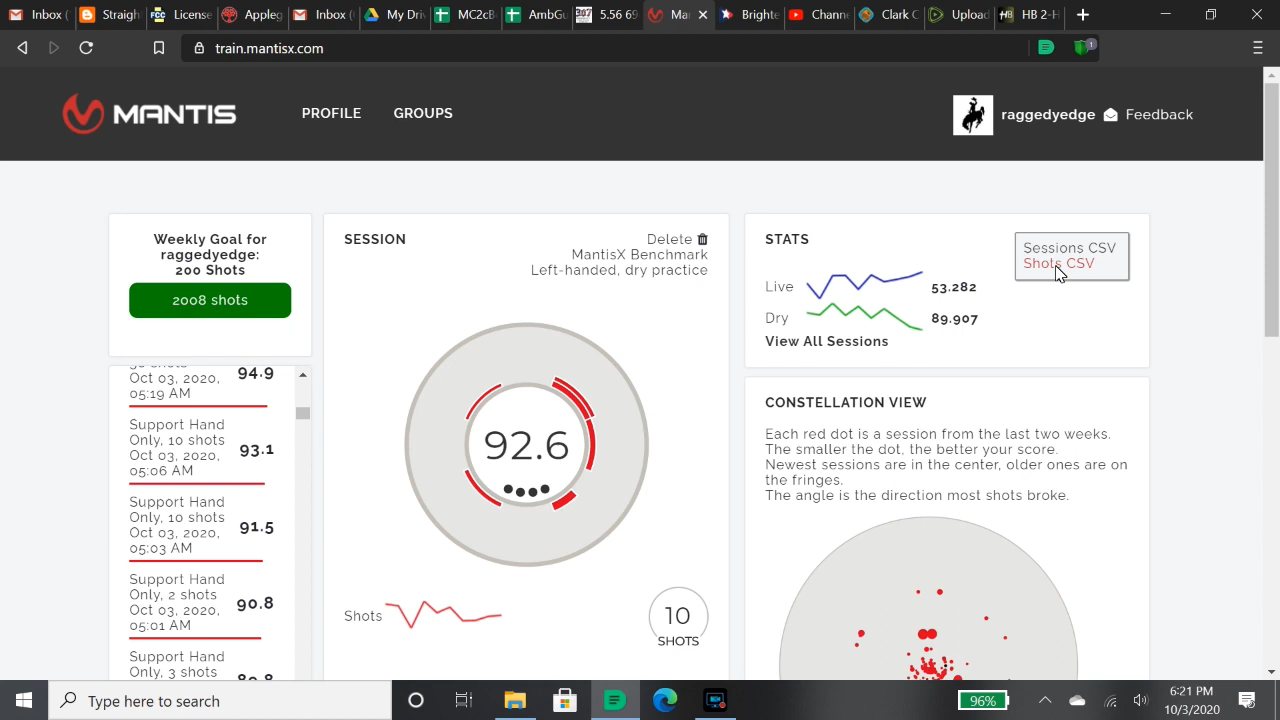 Inbox (
Straigh
License
Appleg
Inbox (
My Dri
MC2cB
AmbGu
5.56 69
Ma
Brighte
Channe
Clark C
Upload
HB 2-H
train.mantisx.com
1
MANTIS
PROFILE
GROUPS
raggedyedge
Feedback
Weekly Goal for
raggedyedge:
200 Shots
2008 shots
Oct 03, 2020,
05:19 AM
94.9
Support Hand
Only, 10 shots
Oct 03, 2020,
05:06 AM
93.1
Support Hand
Only, 10 shots
Oct 03, 2020,
05:03 AM
91.5
Support Hand
Only, 2 shots
Oct 03, 2020,
05:01 AM
90.8
Support Hand
Only, 3 shots
SESSION
Delete
MantisX Benchmark
Left-handed, dry practice
92.6
Shots
10
SHOTS
STATS
Sessions CSV
Shots CSV
Live 53.282
Dry 89.907
View All Sessions
CONSTELLATION VIEW
Each red dot is a session from the last two weeks.
The smaller the dot, the better your score.
Newest sessions are in the center, older ones are on
the fringes.
The angle is the direction most shots broke.
Type here to search
96%
6:21 PM
10/3/2020